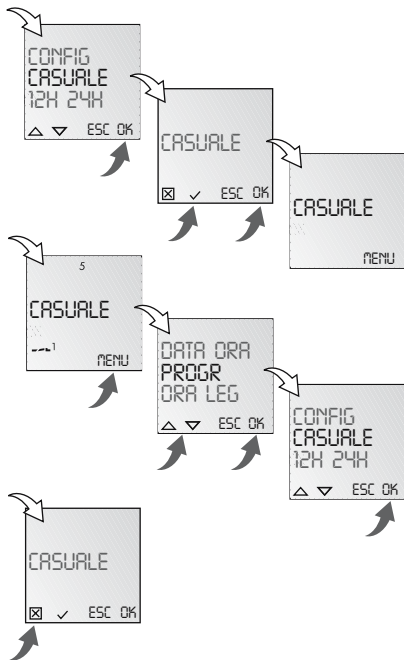 CONFIG
CASUALE
12H 24H
ESC OK
CASUALE
ESC OK
CASUALE
MENU
5
CASUALE
1
MENU
DATA ORA
PROGR
ORA LEG
ESC OK
CONFIG
CASUALE
12H 24H
ESC OK
CASUALE
ESC OK